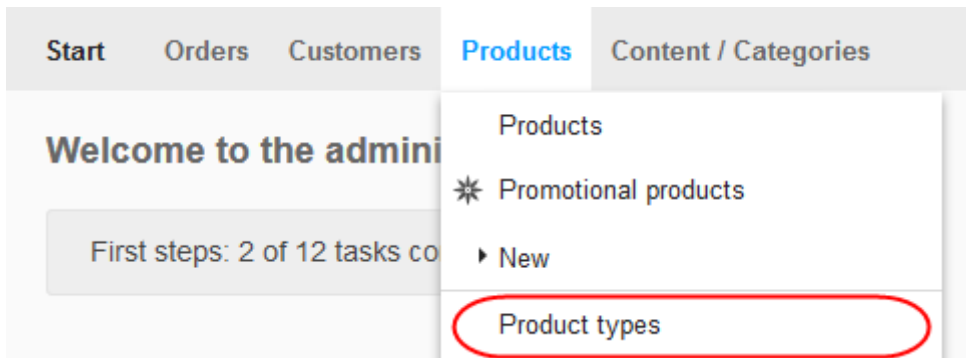 Start Orders Customers Products Content / Categories
Products
Welcome to the admini
Promotional products
First steps: 2 of 12 tasks co
New
Product types